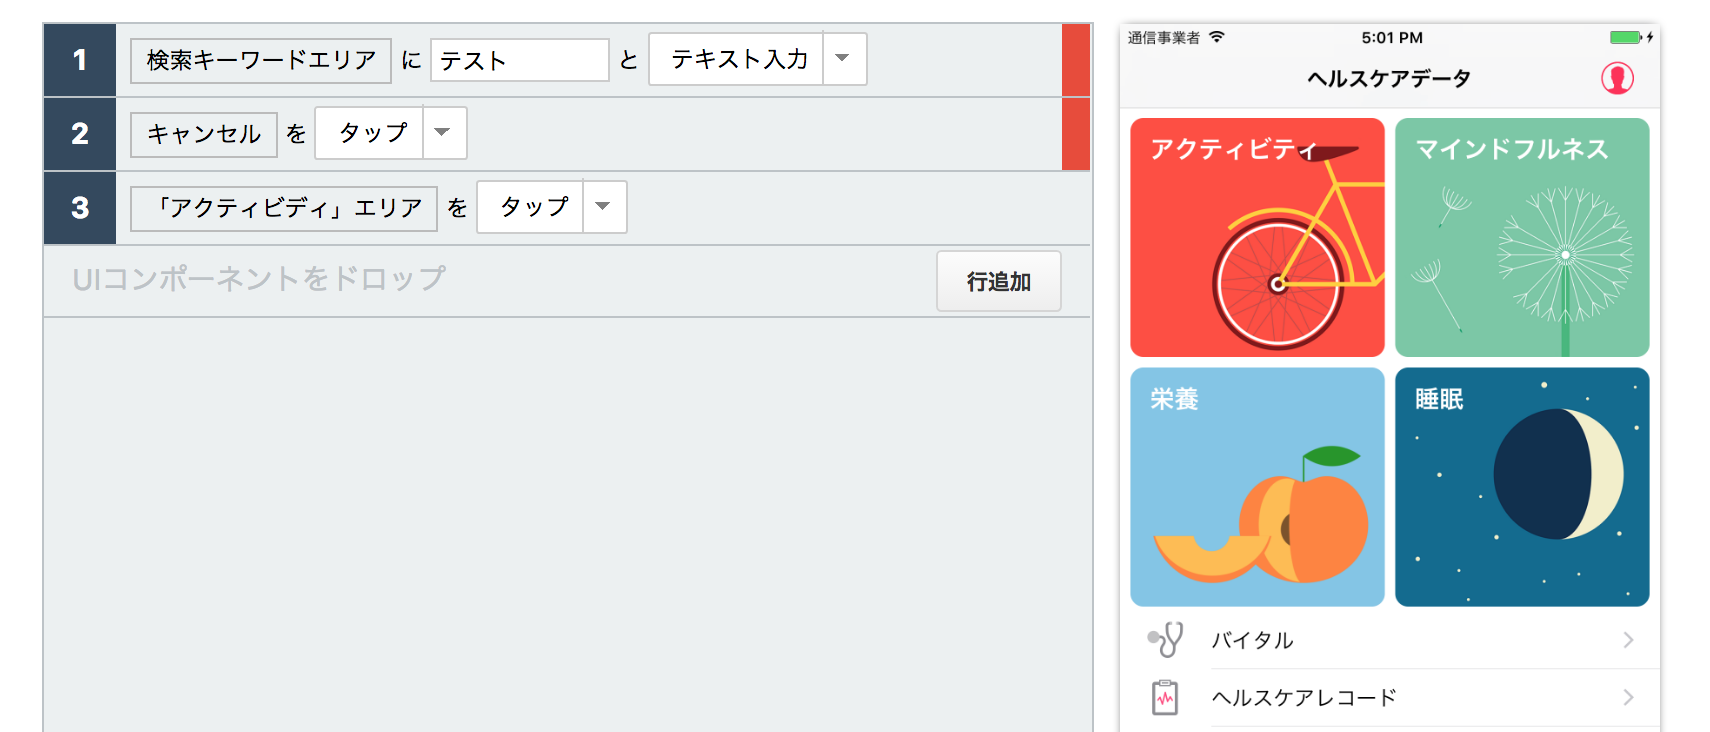 1 検索キーワードエリア に テスト と テキスト入力
2 キャンセル を タップ
3 「アクティビディ」エリア を タップ
UIコンポーネントをドロップ 行追加
通信事業者 5:01 PM
ヘルスケアデータ
アクティビティ
マインドフルネス
栄養
睡眠
バイタル
ヘルスケアレコード